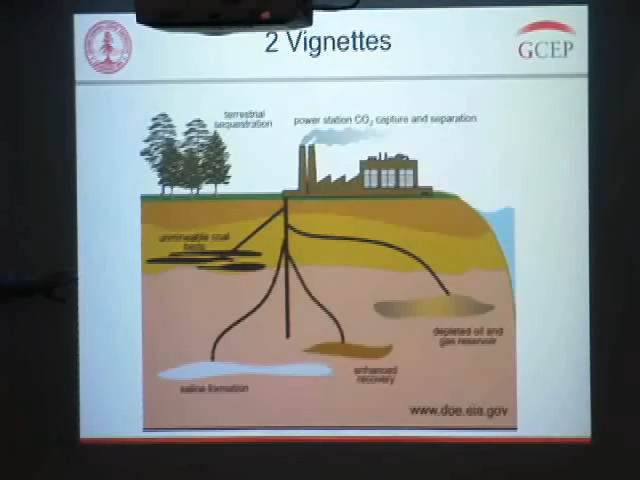 2 Vignettes
GCEP
terrestrial
sequestration
power station CO₂ capture and separation
unmineable coal
beds
depleted oil and
gas reservoir
enhanced
recovery
saline formation
www.doe.eia.gov